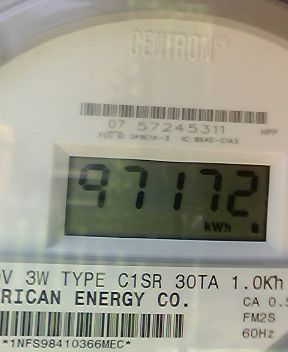 CENTRON®
07 57245311 HPP
97172
kWh
3W TYPE C1SR 30TA 1.0Kh
RICAN ENERGY CO.
CA 0.5
FM2S
60Hz
*1NFS98410366MEC*